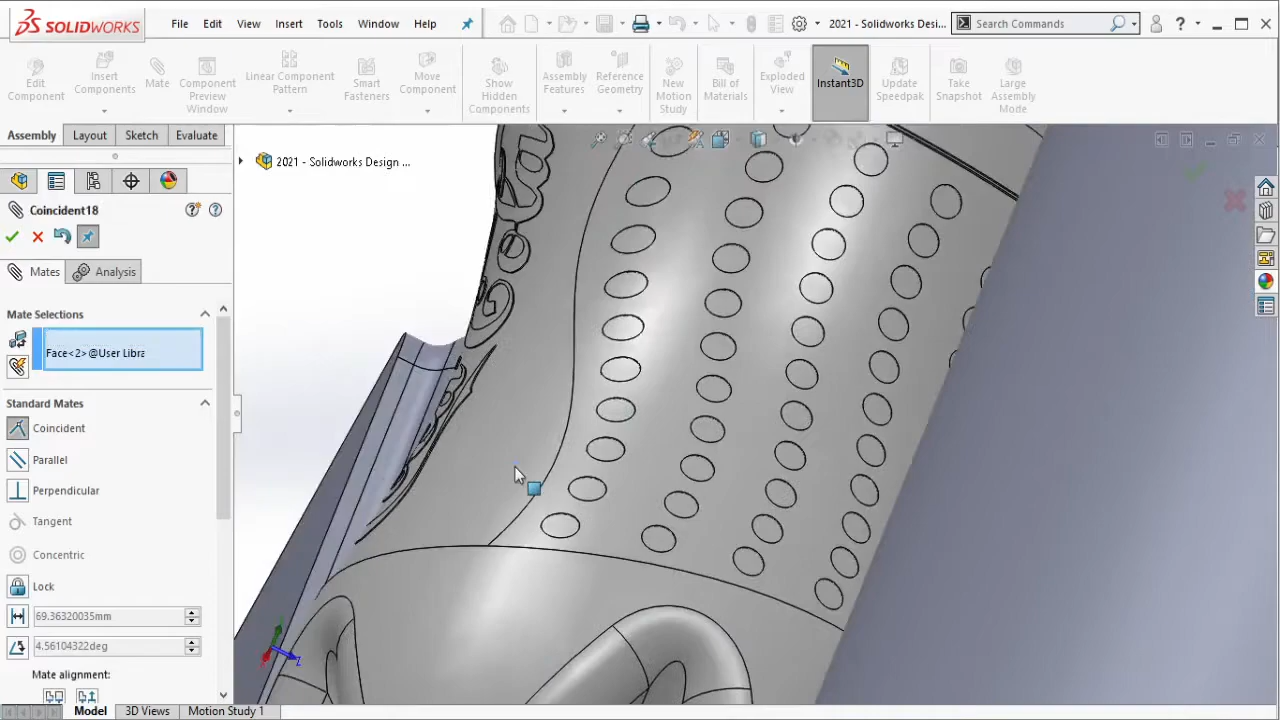 SOLIDWORKS
File Edit View Insert Tools Window Help
2021 - Solidworks Desi...
Search Commands
Edit Component
Insert Components
Mate
Component Preview Window
Linear Component Pattern
Smart Fasteners
Move Component
Show Hidden Components
Assembly Features
Reference Geometry
New Motion Study
Bill of Materials
Exploded View
Instant3D
Update Speedpak
Take Snapshot
Large Assembly Mode
Assembly Layout Sketch Evaluate
2021 - Solidworks Design ...
Coincident18
Mates Analysis
Mate Selections
Face<2>@User Libra
Standard Mates
Coincident
Parallel
Perpendicular
Tangent
Concentric
Lock
69.36320035mm
4.56104322deg
Mate alignment:
Z
Model 3D Views Motion Study 1